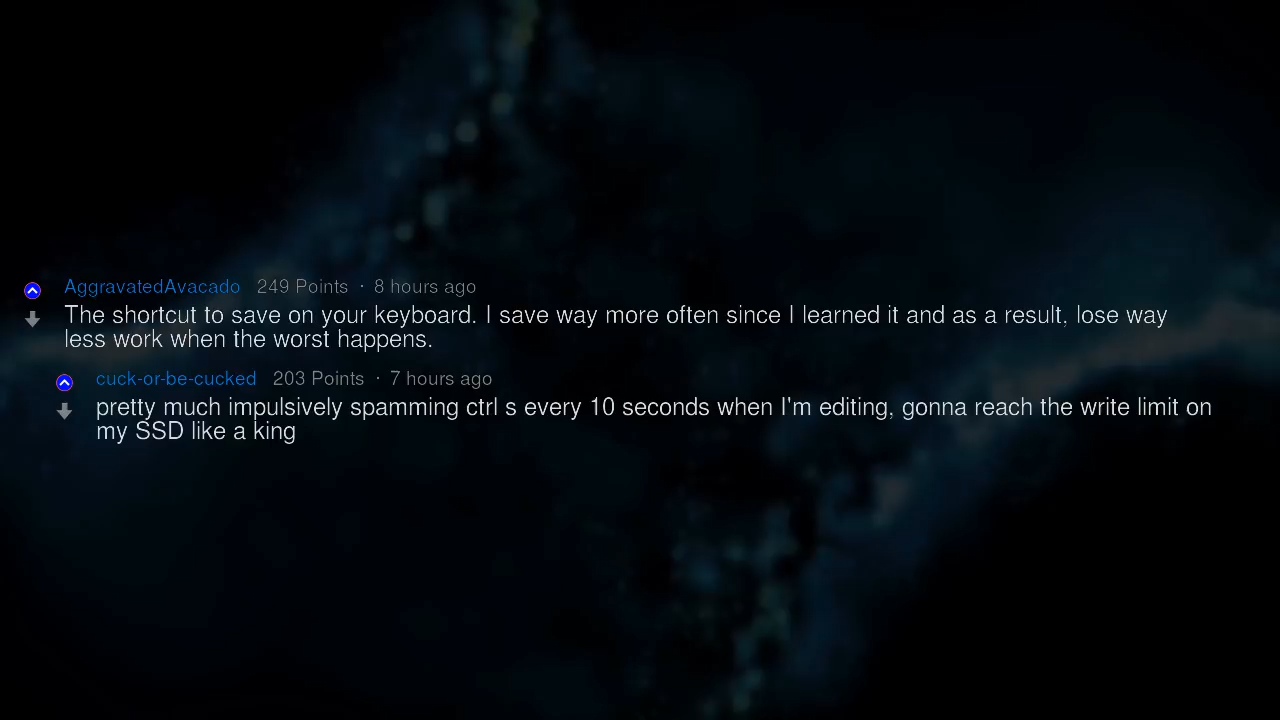 AggravatedAvacado 249 Points · 8 hours ago
The shortcut to save on your keyboard. I save way more often since I learned it and as a result, lose way
less work when the worst happens.
cuck-or-be-cucked 203 Points · 7 hours ago
pretty much impulsively spamming ctrl s every 10 seconds when I'm editing, gonna reach the write limit on
my SSD like a king